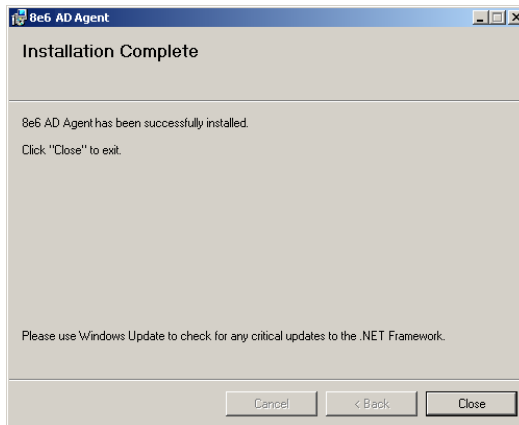 8e6 AD Agent
Installation Complete
8e6 AD Agent has been successfully installed.
Click "Close" to exit.
Please use Windows Update to check for any critical updates to the .NET Framework.
Cancel
< Back
Close